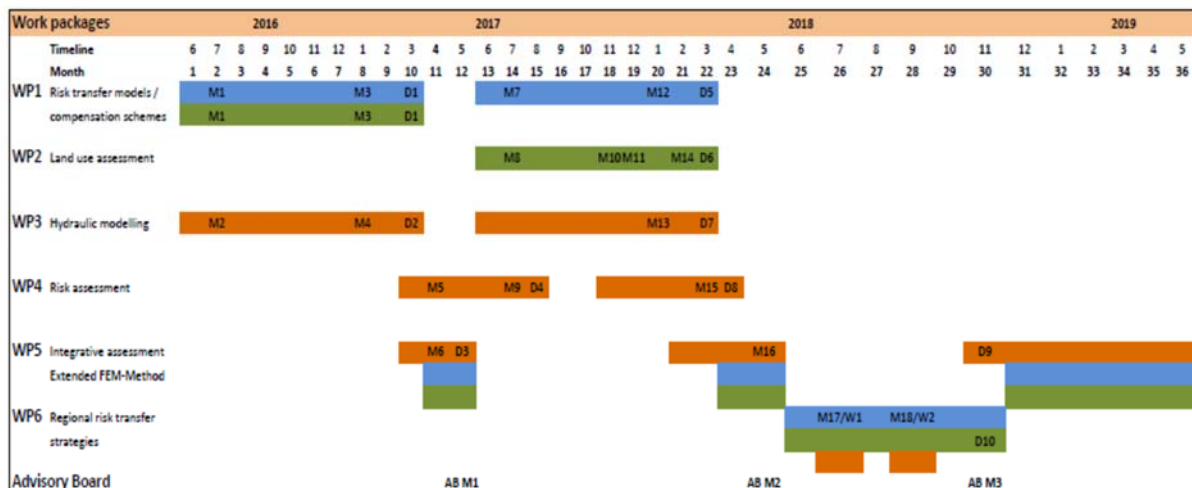 Work packages 2016 2017 2018 2019
Timeline 6 7 8 9 10 11 12 1 2 3 4 5 6 7 8 9 10 11 12 1 2 3 4 5 6 7 8 9 10 11 12 1 2 3 4 5
Month 1 2 3 4 5 6 7 8 9 10 11 12 13 14 15 16 17 18 19 20 21 22 23 24 25 26 27 28 29 30 31 32 33 34 35 36
WP1 Risk transfer models / M1 M3 D1 M7 M12 D5
compensation schemes M1 M3 D1
WP2 Land use assessment M8 M10 M11 M14 D6
WP3 Hydraulic modelling M2 M4 D2 M13 D7
WP4 Risk assessment M5 M9 D4 M15 D8
WP5 Integrative assessment M6 D3 M16 D9
Extended FEM-Method
WP6 Regional risk transfer M17/W1 M18/W2
strategies D10
Advisory Board AB M1 AB M2 AB M3